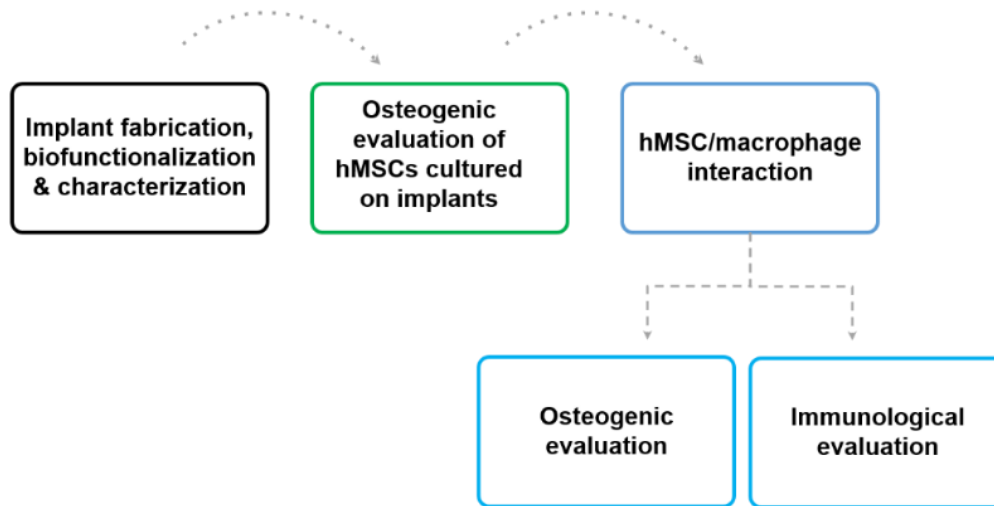 Implant fabrication,
biofunctionalization
& characterization
Osteogenic
evaluation of
hMSCs cultured
on implants
hMSC/macrophage
interaction
Osteogenic
evaluation
Immunological
evaluation